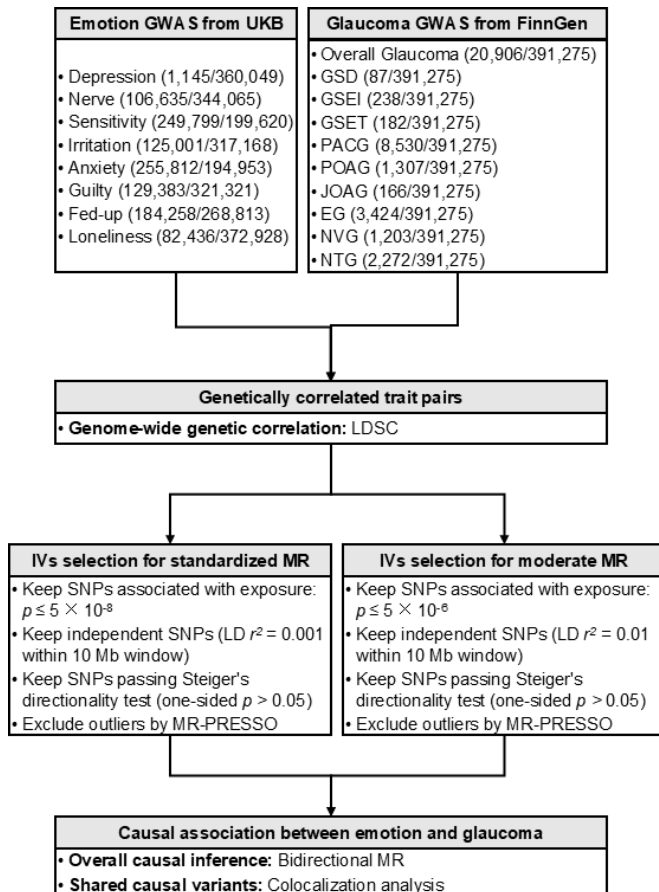 Emotion GWAS from UKB
• Depression (1,145/360,049)
• Nerve (106,635/344,065)
• Sensitivity (249,799/199,620)
• Irritation (125,001/317,168)
• Anxiety (255,812/194,953)
• Guilty (129,383/321,321)
• Fed-up (184,258/268,813)
• Loneliness (82,436/372,928)
Glaucoma GWAS from FinnGen
• Overall Glaucoma (20,906/391,275)
• GSD (87/391,275)
• GSEI (238/391,275)
• GSET (182/391,275)
• PACG (8,530/391,275)
• POAG (1,307/391,275)
• JOAG (166/391,275)
• EG (3,424/391,275)
• NVG (1,203/391,275)
• NTG (2,272/391,275)
Genetically correlated trait pairs
• Genome-wide genetic correlation: LDSC
IVs selection for standardized MR
• Keep SNPs associated with exposure:
p ≤ 5 × 10⁻⁸
• Keep independent SNPs (LD r² = 0.001
within 10 Mb window)
• Keep SNPs passing Steiger's
directionality test (one-sided p > 0.05)
• Exclude outliers by MR-PRESSO
IVs selection for moderate MR
• Keep SNPs associated with exposure:
p ≤ 5 × 10⁻⁶
• Keep independent SNPs (LD r² = 0.01
within 10 Mb window)
• Keep SNPs passing Steiger's
directionality test (one-sided p > 0.05)
• Exclude outliers by MR-PRESSO
Causal association between emotion and glaucoma
• Overall causal inference: Bidirectional MR
• Shared causal variants: Colocalization analysis